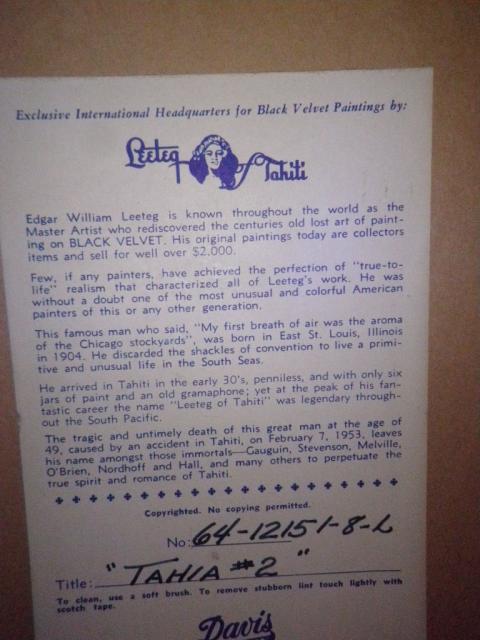 Exclusive International Headquarters for Black Velvet Paintings by:
Leeteg of Tahiti
Edgar William Leeteg is known throughout the world as the
Master Artist who rediscovered the centuries old lost art of paint-
ing on BLACK VELVET. His original paintings today are collectors
items and sell for well over $2,000.
Few, if any painters, have achieved the perfection of "true-to-
life" realism that characterized all of Leeteg's work. He was
without a doubt one of the most unusual and colorful American
painters of this or any other generation.
This famous man who said, "My first breath of air was the aroma
of the Chicago stockyards", was born in East St. Louis, Illinois
in 1904. He discarded the shackles of convention to live a primi-
tive and unusual life in the South Seas.
He arrived in Tahiti in the early 30's, penniless, and with only six
jars of paint and an old gramaphone; yet at the peak of his fan-
tastic career the name "Leeteg of Tahiti" was legendary through-
out the South Pacific.
The tragic and untimely death of this great man at the age of
49, caused by an accident in Tahiti, on February 7, 1953, leaves
his name amongst those immortals—Gauguin, Stevenson, Melville,
O'Brien, Nordhoff and Hall, and many others to perpetuate the
true spirit and romance of Tahiti.
Copyrighted. No copying permitted.
No: 64-12151-8-L
Title: "TAHIA #2"
To clean, use a soft brush. To remove stubborn lint touch lightly with
scotch tape.
Davis